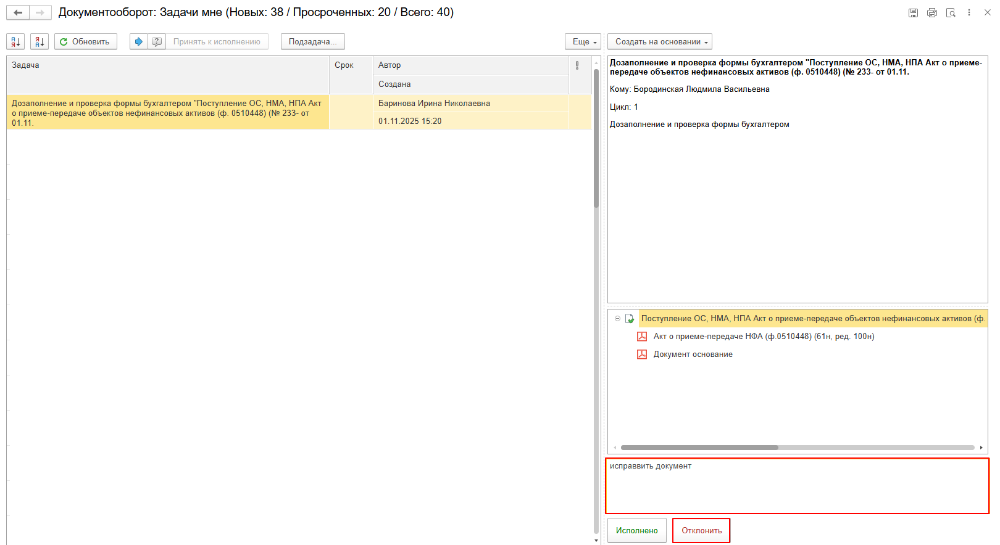 Документооборот: Задачи мне (Новых: 38 / Просроченных: 20 / Всего: 40)
Обновить
Принять к исполнению
Подзадача...
Еще
Создать на основании
Задача
Срок
Автор
Создана
Дозаполнение и проверка формы бухгалтером "Поступление ОС, НМА, НПА Акт
о приеме-передаче объектов нефинансовых активов (ф. 0510448) (№ 233- от
01.11.
Баринова Ирина Николаевна
01.11.2025 15:20
Дозаполнение и проверка формы бухгалтером "Поступление ОС, НМА, НПА Акт о приеме-
передаче объектов нефинансовых активов (ф. 0510448) (№ 233- от 01.11.
Кому: Бородинская Людмила Васильевна
Цикл: 1
Дозаполнение и проверка формы бухгалтером
Поступление ОС, НМА, НПА Акт о приеме-передаче объектов нефинансовых активов (ф.
Акт о приеме-передаче НФА (ф.0510448) (61н, ред. 100н)
Документ основание
исправвить документ
Исполнено
Отклонить